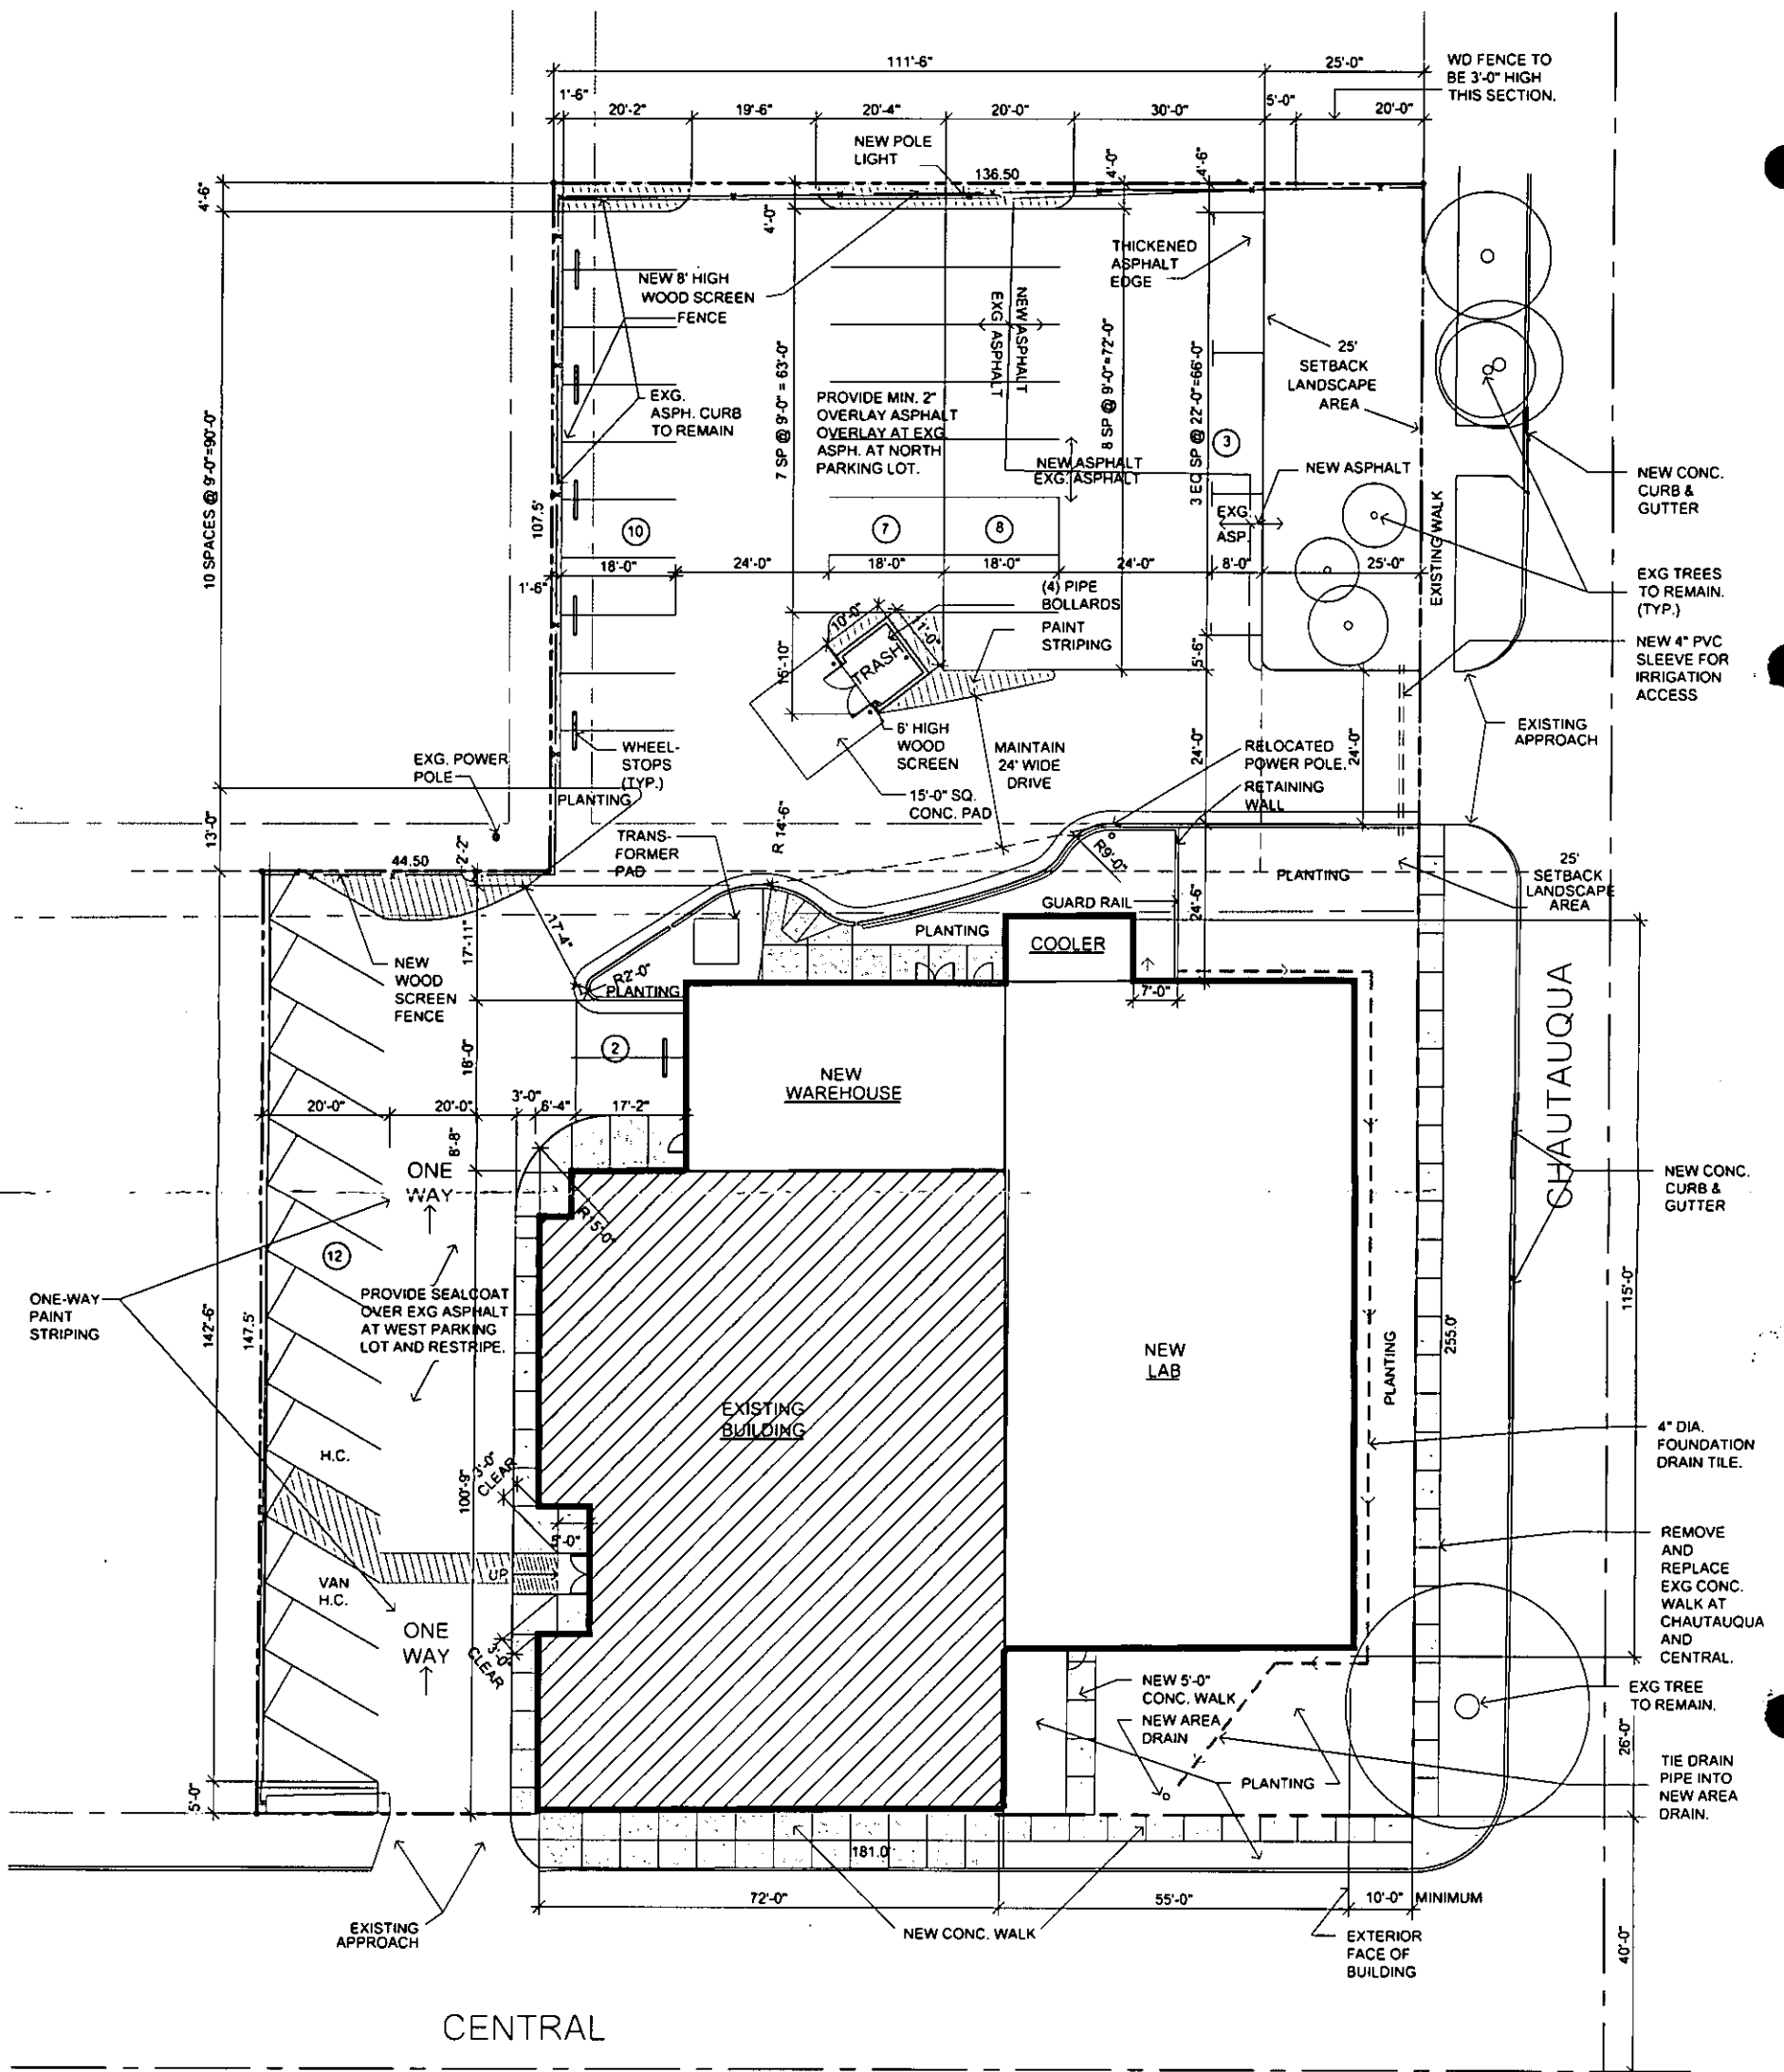 111'-6"
25'-0"
WD FENCE TO
BE 3'-0" HIGH
THIS SECTION.
1'-6"
20'-2"
19'-6"
20'-4"
20'-0"
30'-0"
5'-0"
20'-0"
NEW POLE
LIGHT
136.50
4'-0"
4'-6"
4'-6"
4'-0"
THICKENED
ASPHALT
EDGE
NEW 8' HIGH
WOOD SCREEN
FENCE
NEW ASPHALT
EXG. ASPHALT
25'
SETBACK
LANDSCAPE
AREA
EXG.
ASPH. CURB
TO REMAIN
PROVIDE MIN. 2"
OVERLAY ASPHALT
OVERLAY AT EXG.
ASPH. AT NORTH
PARKING LOT.
7 SP @ 9'-0" = 63'-0"
8 SP @ 9'-0"=72'-0"
3 EQ SP @ 22'-0"=66'-0"
3
NEW ASPHALT
EXG. ASPHALT
NEW ASPHALT
NEW CONC.
CURB &
GUTTER
10 SPACES @ 9'-0"=90'-0"
107.5'
10
7
8
EXG
ASP.
EXISTING WALK
18'-0"
24'-0"
18'-0"
18'-0"
24'-0"
8'-0"
25'-0"
1'-6"
(4) PIPE
BOLLARDS
EXG TREES
TO REMAIN.
(TYP.)
10'-0"
11'-0"
PAINT
STRIPING
TRASH
15'-10"
5'-6"
NEW 4" PVC
SLEEVE FOR
IRRIGATION
ACCESS
6' HIGH
WOOD
SCREEN
MAINTAIN
24' WIDE
DRIVE
24'-0"
RELOCATED
POWER POLE.
24'-0"
EXISTING
APPROACH
EXG. POWER
POLE
WHEEL-
STOPS
(TYP.)
PLANTING
15'-0" SQ.
CONC. PAD
RETAINING
WALL
13'-0"
44.50
2'-2"
TRANS-
FORMER
PAD
R 14'-6"
R9'-0"
PLANTING
25'
SETBACK
LANDSCAPE
AREA
GUARD RAIL
24'-6"
17'-4"
17'-11"
PLANTING
COOLER
NEW
WOOD
SCREEN
FENCE
R2'-0"
PLANTING
7'-0"
CHAUTAUQUA
2
18'-0"
NEW
WAREHOUSE
20'-0"
20'-0"
3'-0"
6'-4"
17'-2"
8'-8"
ONE
WAY
NEW CONC.
CURB &
GUTTER
R15'-0"
12
ONE-WAY
PAINT
STRIPING
PROVIDE SEALCOAT
OVER EXG ASPHALT
AT WEST PARKING
LOT AND RESTRIPE.
142'-6"
147.5'
115'-0"
255.0'
NEW
LAB
PLANTING
EXISTING
BUILDING
H.C.
100'-9"
3'-0"
CLEAR
4" DIA.
FOUNDATION
DRAIN TILE.
5'-0"
UP
VAN
H.C.
REMOVE
AND
REPLACE
EXG CONC.
WALK AT
CHAUTAUQUA
AND
CENTRAL.
ONE
WAY
3'-0"
CLEAR
NEW 5'-0"
CONC. WALK
NEW AREA
DRAIN
EXG TREE
TO REMAIN.
26'-0"
PLANTING
TIE DRAIN
PIPE INTO
NEW AREA
DRAIN.
5'-0"
181.0'
72'-0"
55'-0"
10'-0" MINIMUM
EXISTING
APPROACH
NEW CONC. WALK
EXTERIOR
FACE OF
BUILDING
40'-0"
CENTRAL